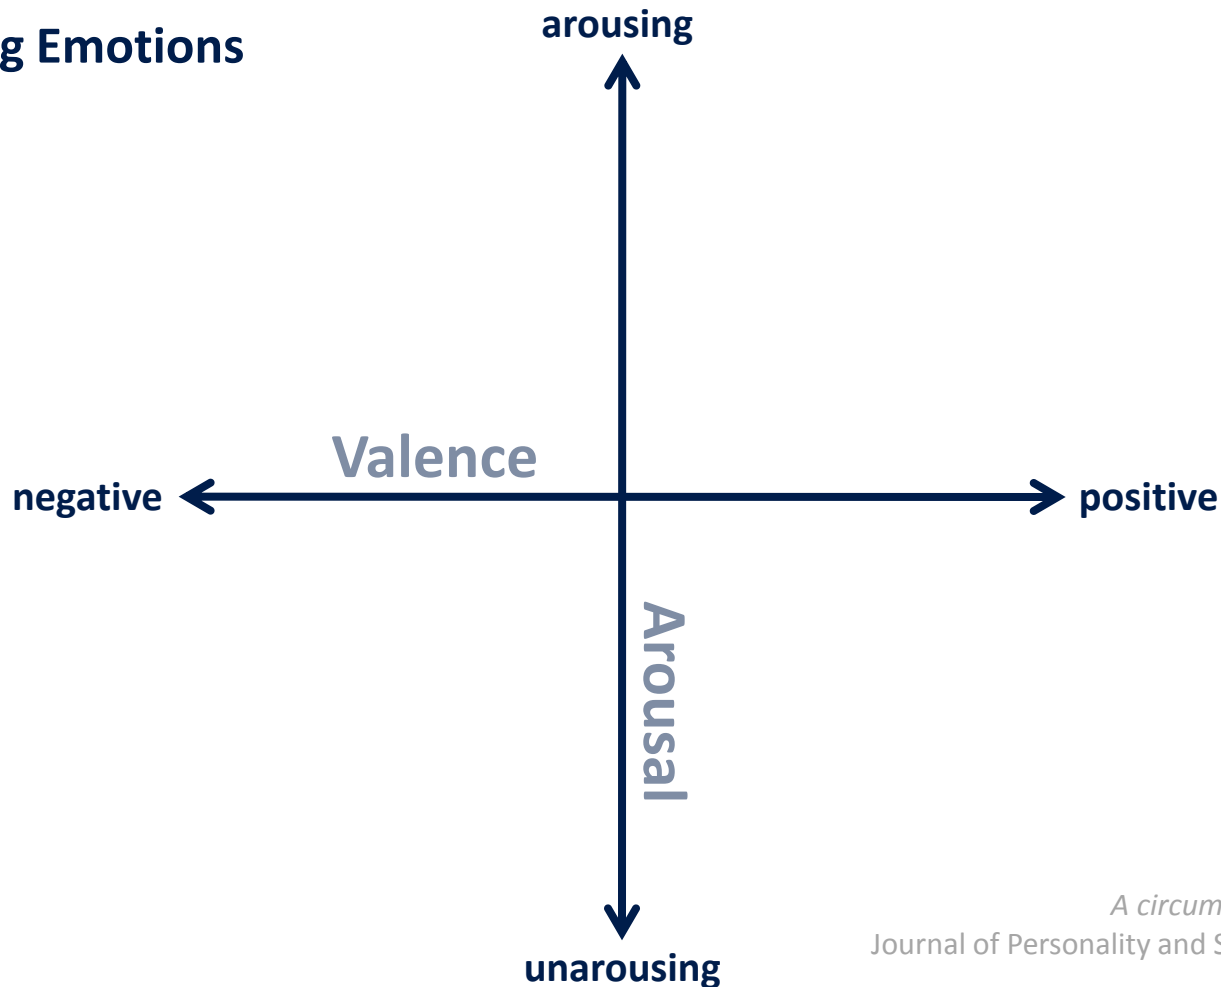 g Emotions
arousing
Valence
negative
positive
Arousal
A circum
Journal of Personality and S
unarousing